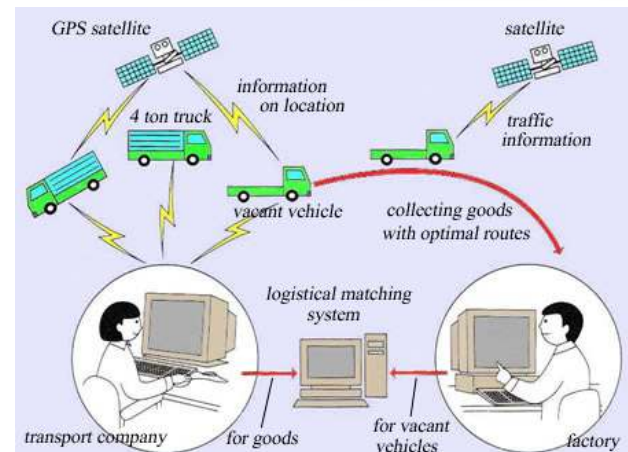 GPS satellite
satellite
information
on location
4 ton truck
traffic
information
vacant vehicle
collecting goods
with optimal routes
logistical matching
system
transport company
for goods
for vacant
vehicles
factory